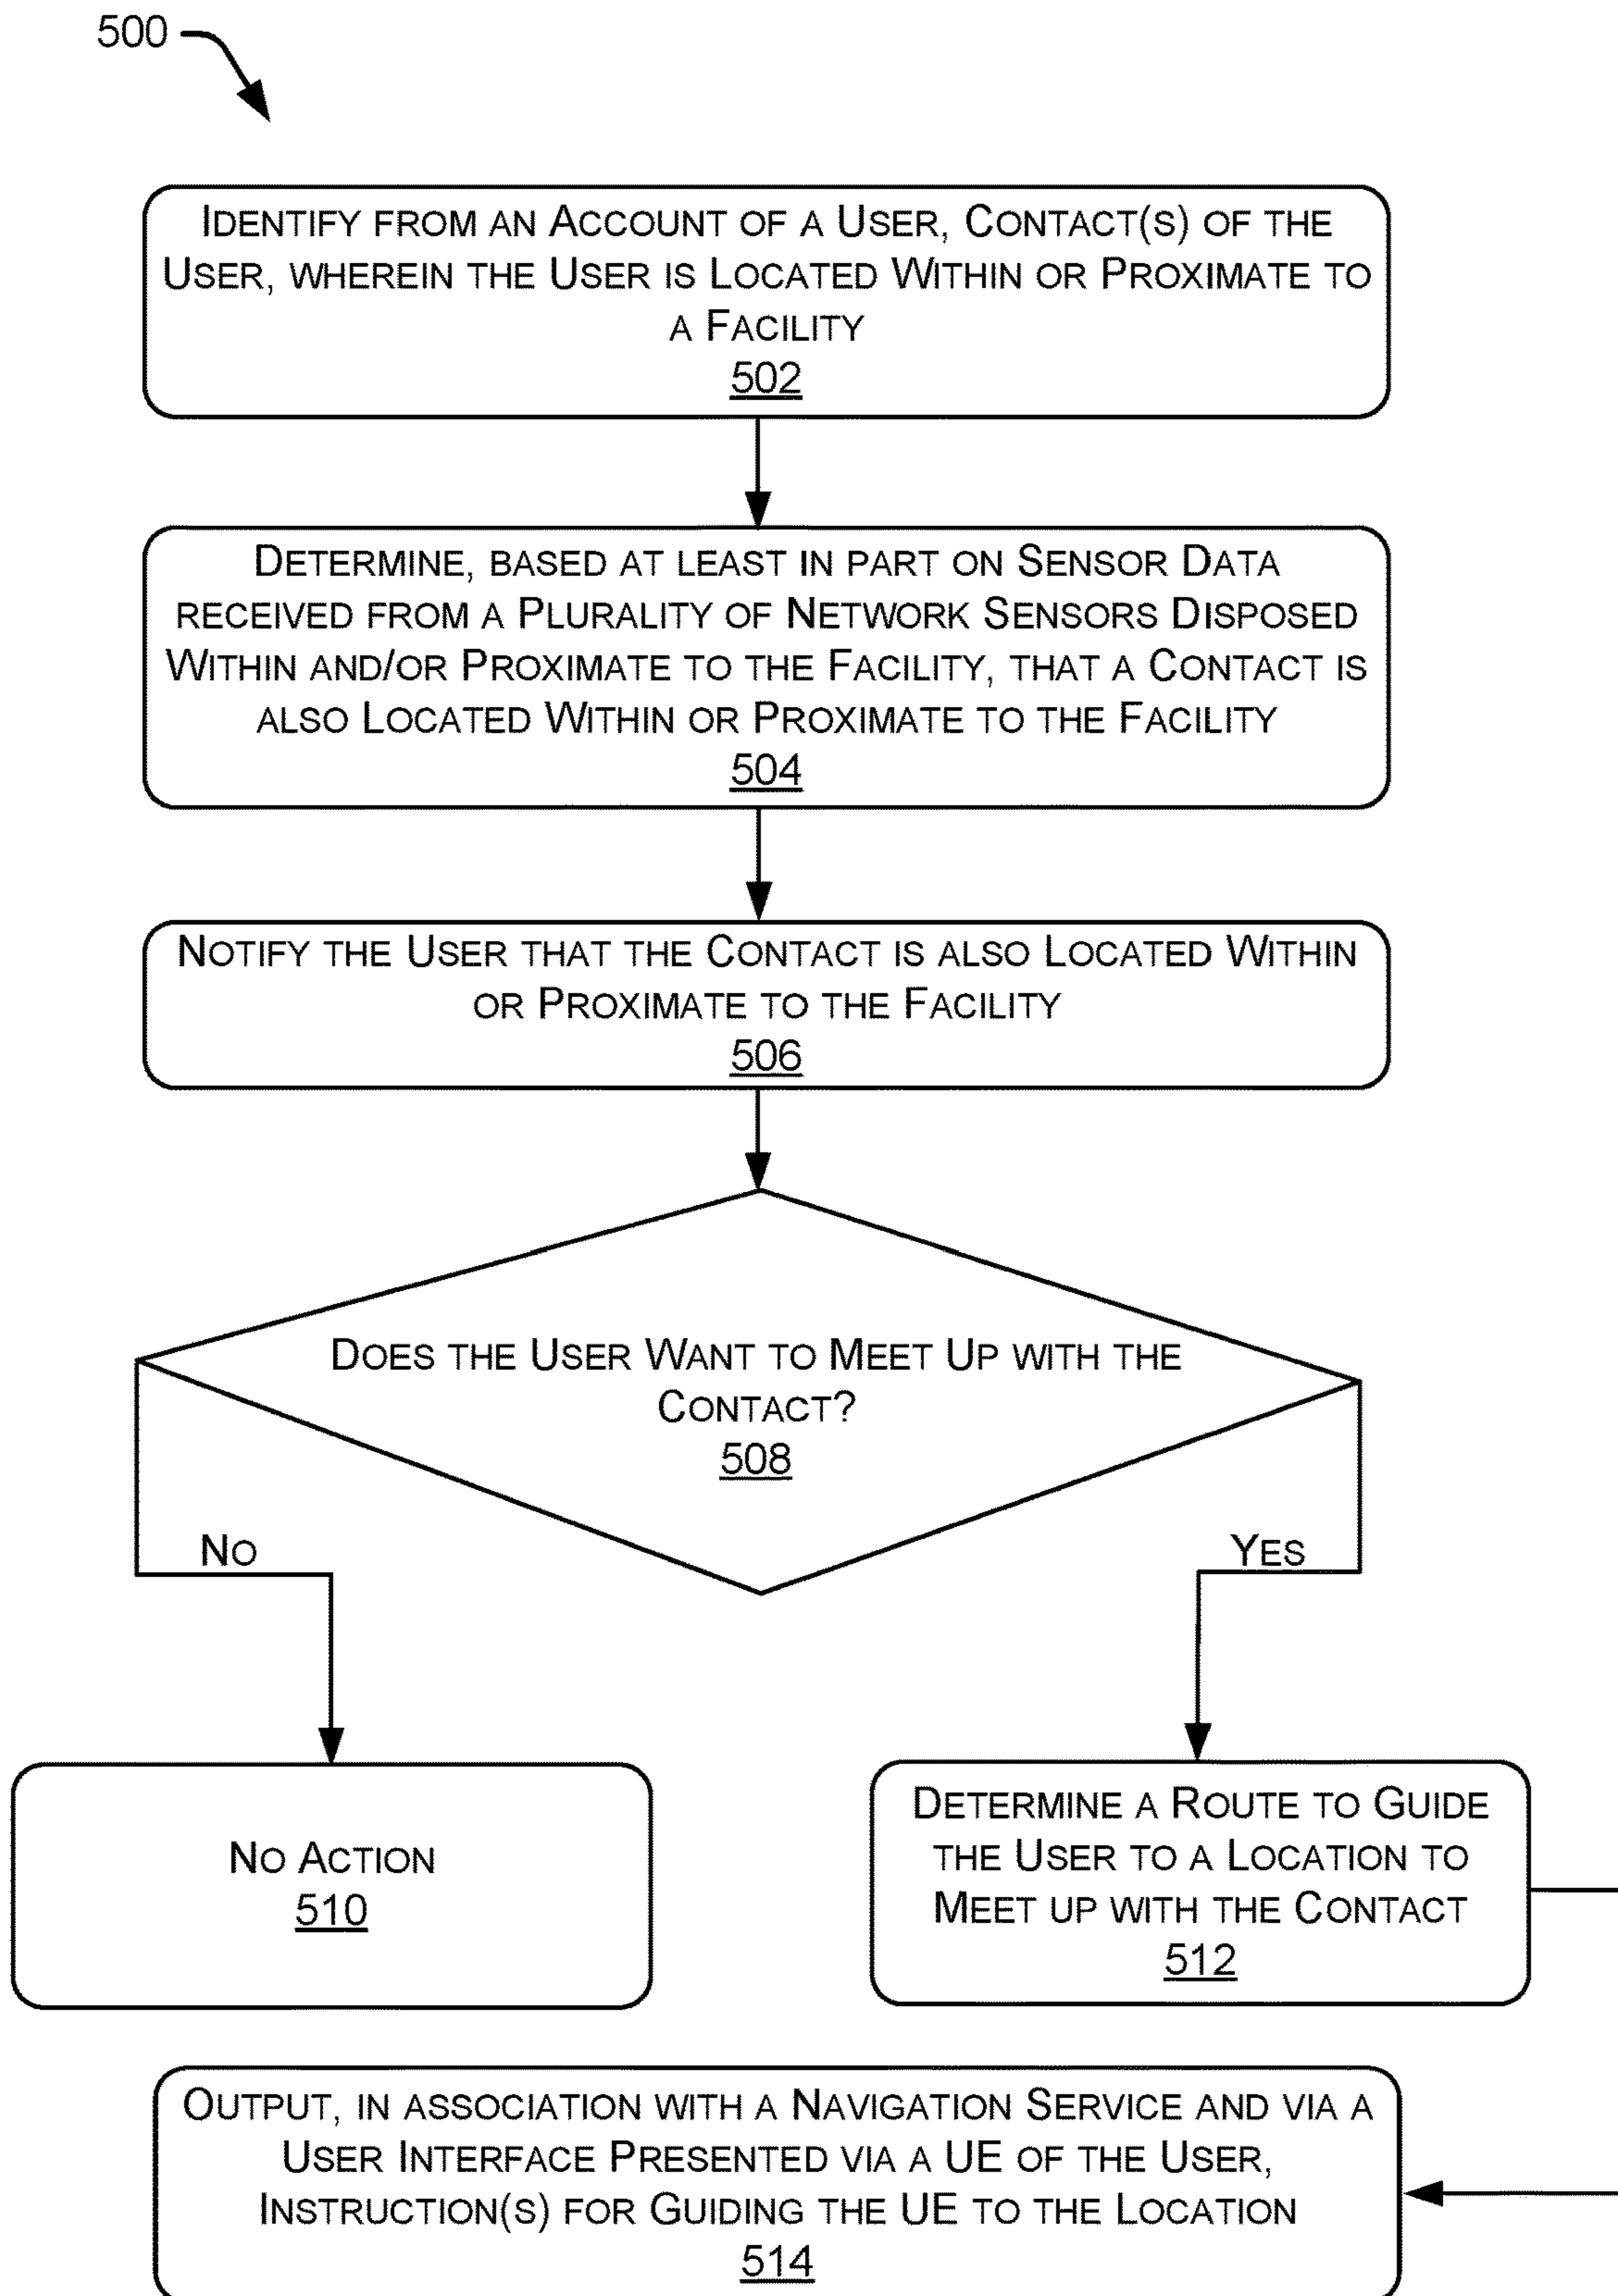 500
IDENTIFY FROM AN ACCOUNT OF A USER, CONTACT(S) OF THE
USER, WHEREIN THE USER IS LOCATED WITHIN OR PROXIMATE TO
A FACILITY
502
DETERMINE, BASED AT LEAST IN PART ON SENSOR DATA
RECEIVED FROM A PLURALITY OF NETWORK SENSORS DISPOSED
WITHIN AND/OR PROXIMATE TO THE FACILITY, THAT A CONTACT IS
ALSO LOCATED WITHIN OR PROXIMATE TO THE FACILITY
504
NOTIFY THE USER THAT THE CONTACT IS ALSO LOCATED WITHIN
OR PROXIMATE TO THE FACILITY
506
DOES THE USER WANT TO MEET UP WITH THE
CONTACT?
508
NO
YES
NO ACTION
510
DETERMINE A ROUTE TO GUIDE
THE USER TO A LOCATION TO
MEET UP WITH THE CONTACT
512
OUTPUT, IN ASSOCIATION WITH A NAVIGATION SERVICE AND VIA A
USER INTERFACE PRESENTED VIA A UE OF THE USER,
INSTRUCTION(S) FOR GUIDING THE UE TO THE LOCATION
514